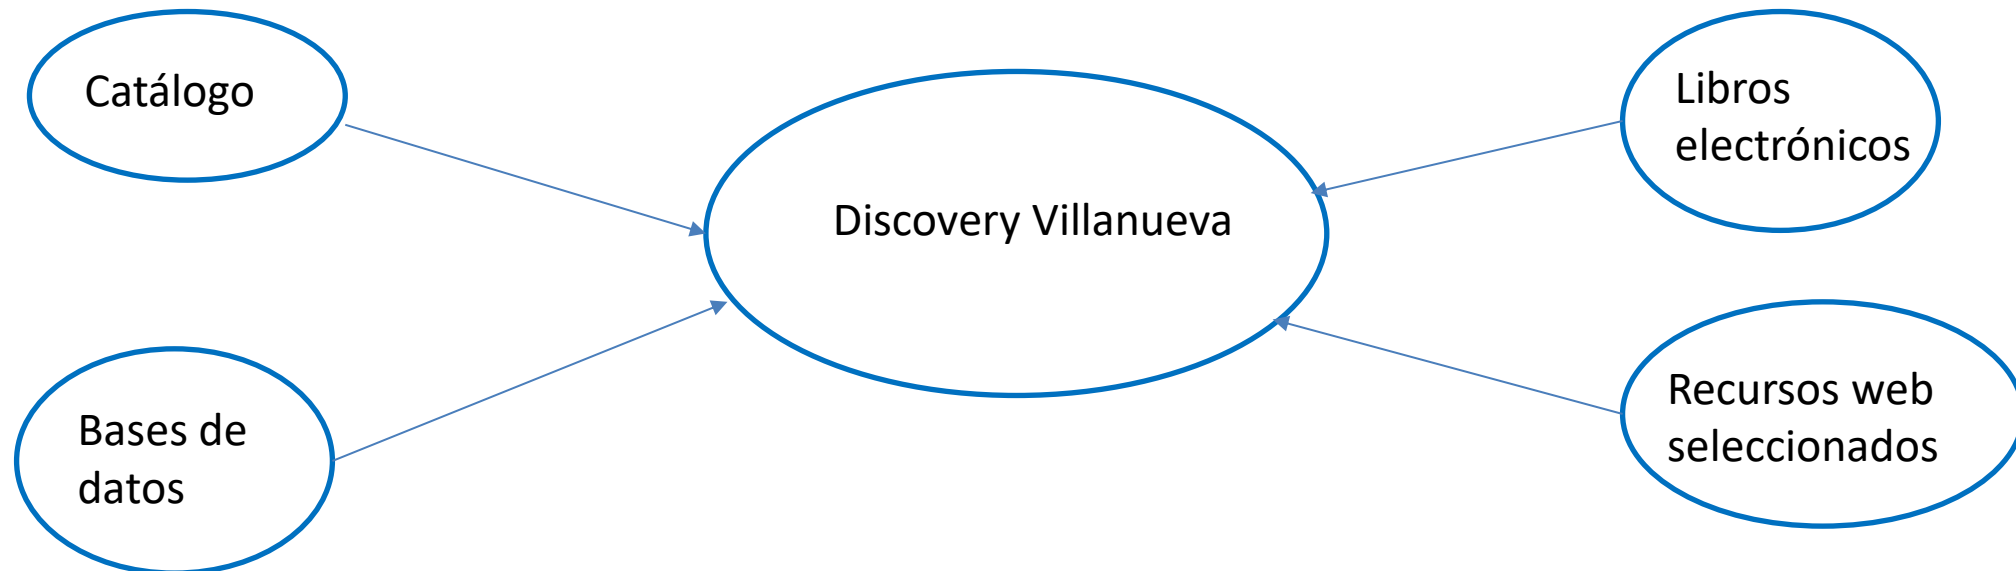 Catálogo
Discovery Villanueva
Libros
electrónicos
Bases de
datos
Recursos web
seleccionados